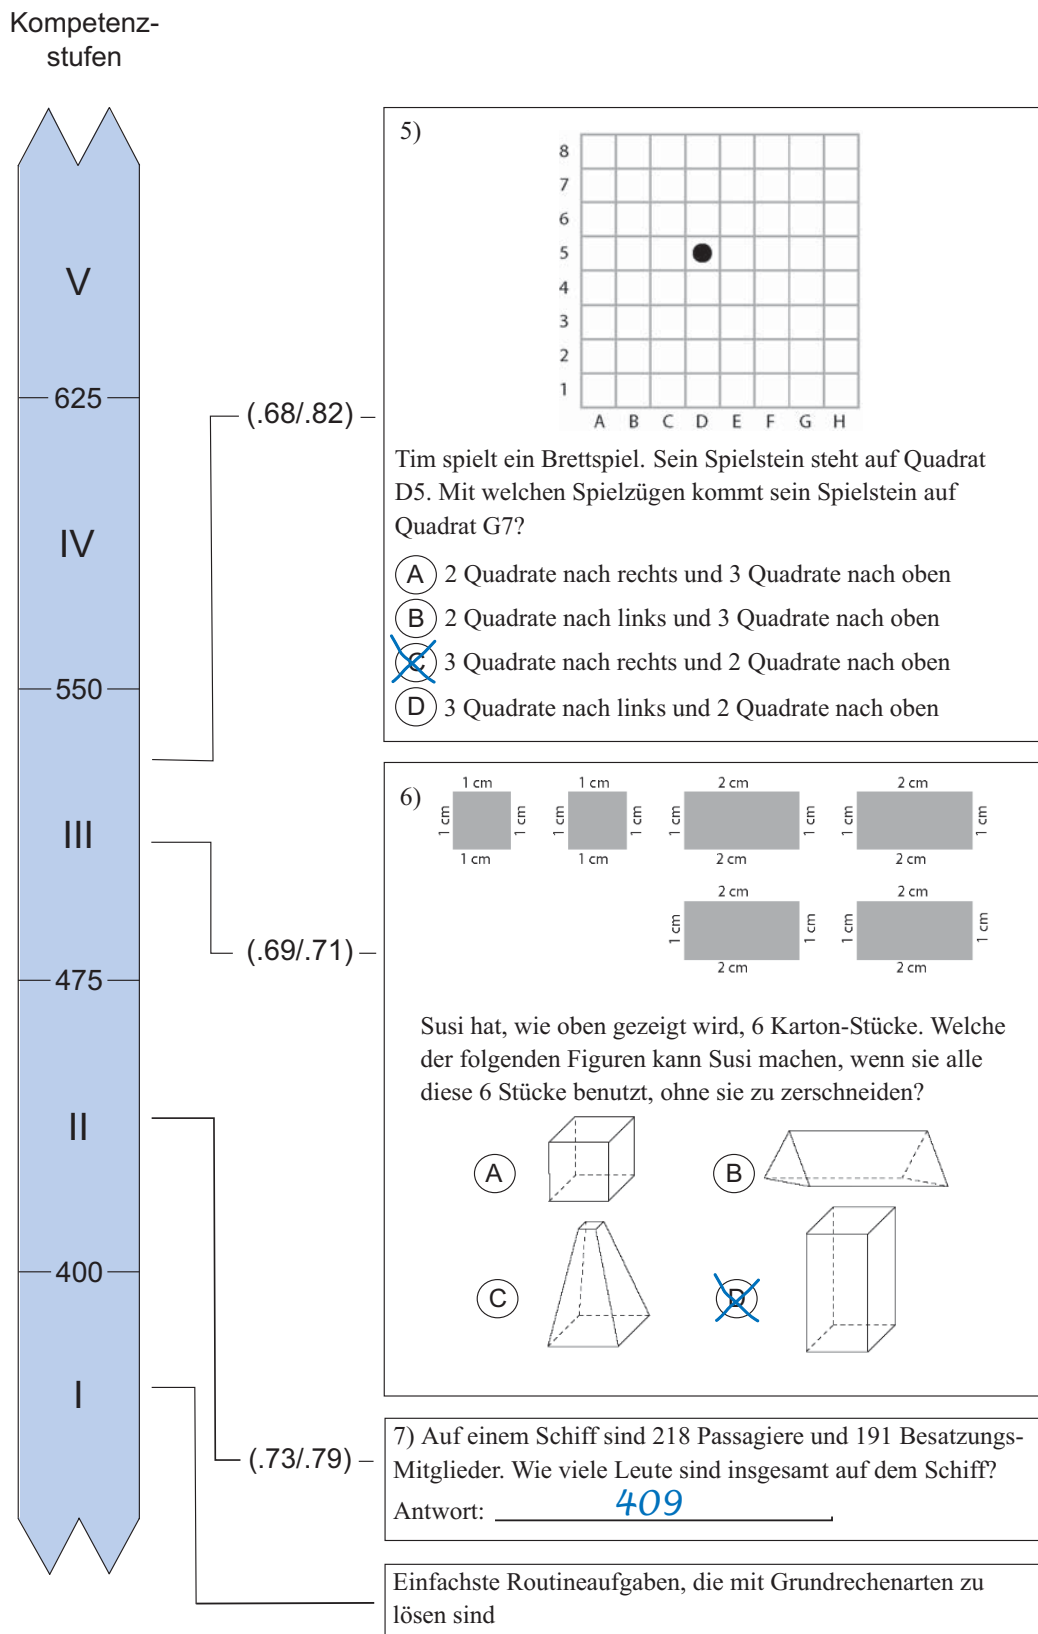 Kompetenz-
stufen
V
625
IV
550
III
475
II
400
I
(.68/.82)
(.69/.71)
(.73/.79)
5)
8
7
6
5
4
3
2
1
A B C D E F G H
Tim spielt ein Brettspiel. Sein Spielstein steht auf Quadrat
D5. Mit welchen Spielzügen kommt sein Spielstein auf
Quadrat G7?
A 2 Quadrate nach rechts und 3 Quadrate nach oben
B 2 Quadrate nach links und 3 Quadrate nach oben
C 3 Quadrate nach rechts und 2 Quadrate nach oben
D 3 Quadrate nach links und 2 Quadrate nach oben
6)
1 cm 1 cm 2 cm 2 cm
1 cm 1 cm 1 cm 1 cm 1 cm 1 cm 1 cm 1 cm
1 cm 1 cm 2 cm 2 cm
2 cm 2 cm
1 cm 1 cm 1 cm 1 cm
2 cm 2 cm
Susi hat, wie oben gezeigt wird, 6 Karton-Stücke. Welche
der folgenden Figuren kann Susi machen, wenn sie alle
diese 6 Stücke benutzt, ohne sie zu zerschneiden?
A B
C D
7) Auf einem Schiff sind 218 Passagiere und 191 Besatzungs-
Mitglieder. Wie viele Leute sind insgesamt auf dem Schiff?
Antwort: 409
Einfachste Routineaufgaben, die mit Grundrechenarten zu
lösen sind